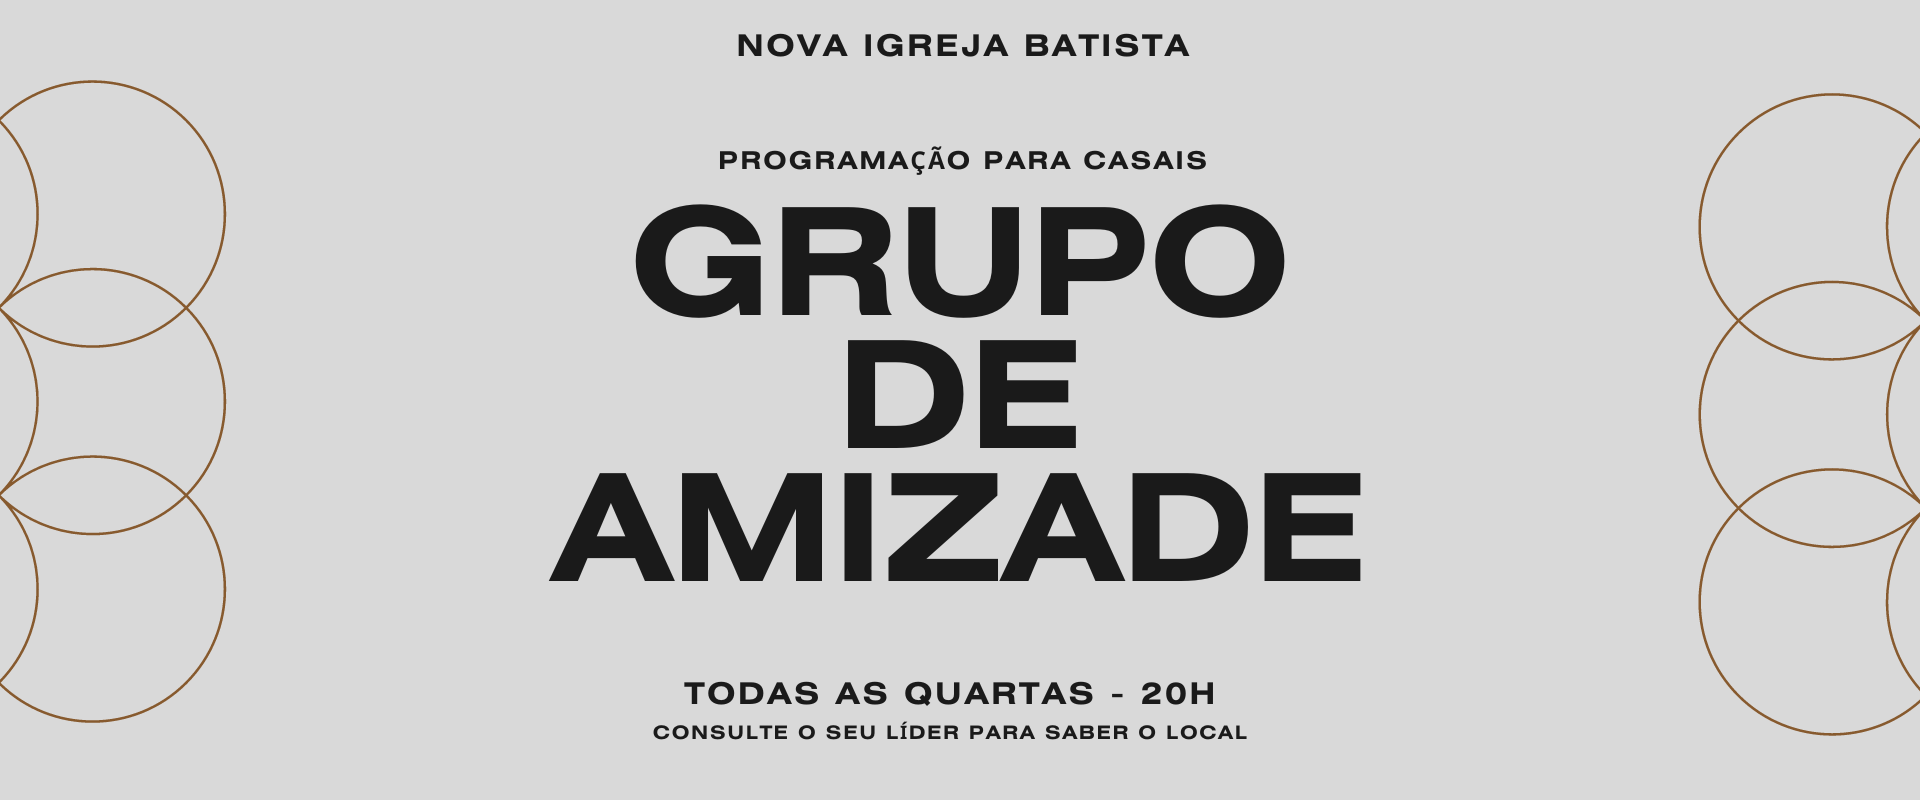 NOVA IGREJA BATISTA
PROGRAMAÇÃO PARA CASAIS
GRUPO
DE
AMIZADE
TODAS AS QUARTAS - 20H
CONSULTE O SEU LÍDER PARA SABER O LOCAL